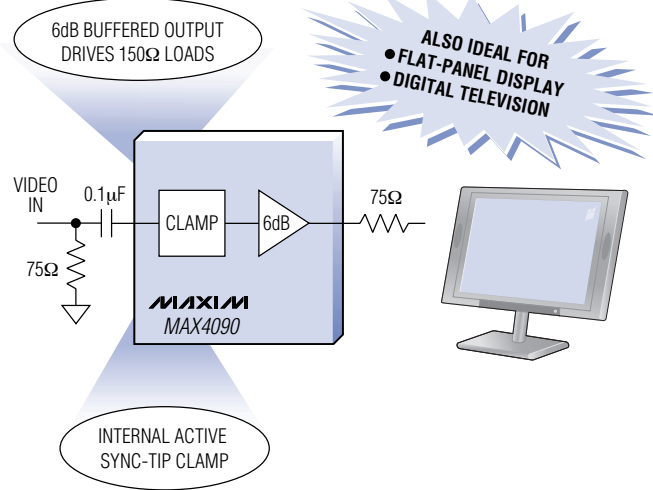 6dB BUFFERED OUTPUT
DRIVES 150Ω LOADS
ALSO IDEAL FOR
● FLAT-PANEL DISPLAY
● DIGITAL TELEVISION
VIDEO
IN
0.1μF
75Ω
CLAMP
6dB
75Ω
MAXIM
MAX4090
INTERNAL ACTIVE
SYNC-TIP CLAMP